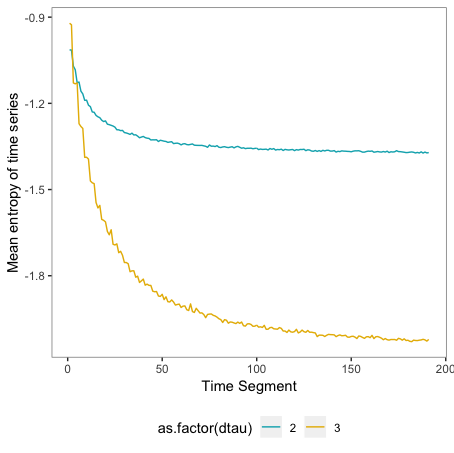 -0.9
-1.2
-1.5
-1.8
Mean entropy of time series
0 50 100 150 200
Time Segment
as.factor(dtau) 2 3